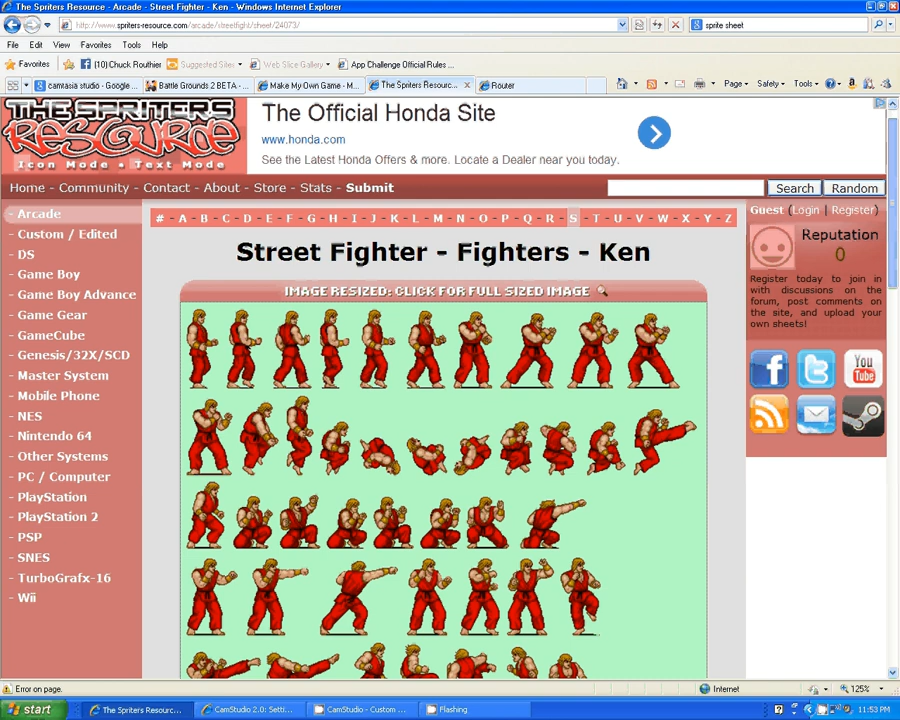 The Spriters Resource - Arcade - Street Fighter - Ken - Windows Internet Explorer
http://www.spriters-resource.com/arcade/streetfight/sheet/24073/
sprite sheet
File Edit View Favorites Tools Help
Favorites (10)Chuck Routhier Suggested Sites Web Slice Gallery App Challenge Official Rules ...
camtasia studio - Google ... Battle Grounds 2 BETA -... Make My Own Game - M... The Spriters Resourc... Router
Page Safety Tools
THE SPRITERS
RESOURCE
Icon Mode • Text Mode
The Official Honda Site
www.honda.com
See the Latest Honda Offers & more. Locate a Dealer near you today.
Home - Community - Contact - About - Store - Stats - Submit
Search Random
- Arcade
- Custom / Edited
- DS
- Game Boy
- Game Boy Advance
- Game Gear
- GameCube
- Genesis/32X/SCD
- Master System
- Mobile Phone
- NES
- Nintendo 64
- Other Systems
- PC / Computer
- PlayStation
- PlayStation 2
- PSP
- SNES
- TurboGrafx-16
- Wii
# - A - B - C - D - E - F - G - H - I - J - K - L - M - N - O - P - Q - R - S - T - U - V - W - X - Y - Z
Street Fighter - Fighters - Ken
IMAGE RESIZED: CLICK FOR FULL SIZED IMAGE
Guest (Login | Register)
Reputation
0
Register today to join in
with discussions on the
forum, post comments on
the site, and upload your
own sheets!
f
t
You
Tube
Error on page.
Internet
125%
start
The Spriters Resourc...
CamStudio 2.0: Setti...
CamStudio - Custom ...
Flashing
11:53 PM